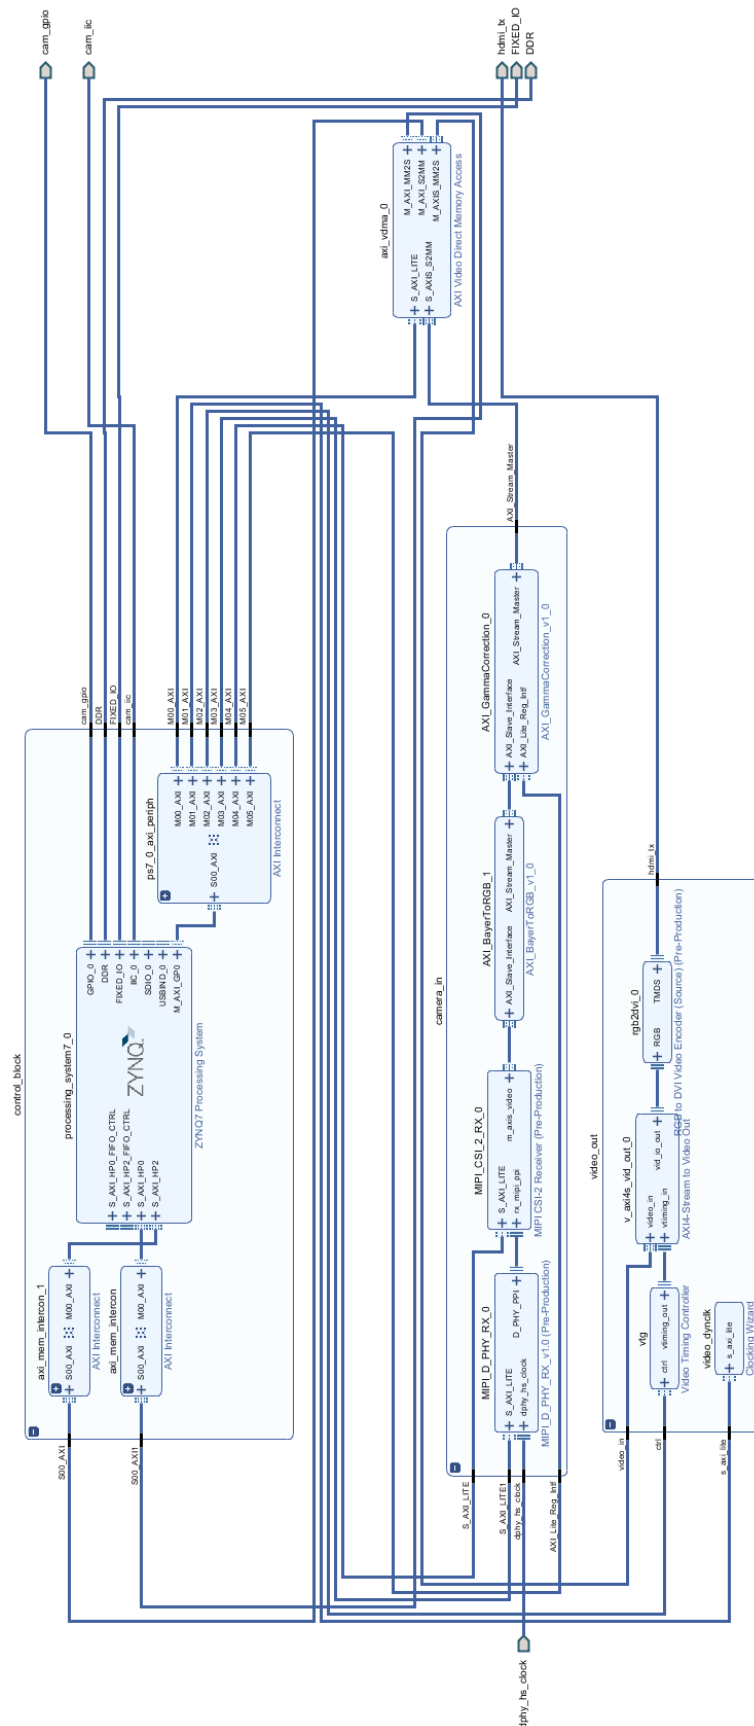 cam_gpio
cam_iic
hdmi_tx
FIXED_IO
DDR
control_block
axi_mem_intercon_1
S00_AXI
M00_AXI
AXI Interconnect
axi_mem_intercon
S00_AXI
M00_AXI
AXI Interconnect
S00_AXI
S00_AXI1
processing_system7_0
S_AXI_HP0_FIFO_CTRL
S_AXI_HP2_FIFO_CTRL
S_AXI_HP0
S_AXI_HP2
ZYNQ
GPIO_0
DDR
FIXED_IO
IIC_0
SDIO_0
USBIND_0
M_AXI_GP0
ZYNQ7 Processing System
ps7_0_axi_periph
S00_AXI
M00_AXI
M01_AXI
M02_AXI
M03_AXI
M04_AXI
M05_AXI
AXI Interconnect
cam_gpio
DDR
FIXED_IO
cam_iic
M00_AXI
M01_AXI
M02_AXI
M03_AXI
M04_AXI
M05_AXI
axi_vdma_0
S_AXI_LITE
S_AXIS_S2MM
M_AXI_MM2S
M_AXI_S2MM
M_AXIS_MM2S
AXI Video Direct Memory Access
camera_in
S_AXI_LITE
S_AXI_LITE1
dphy_hs_clock
AXI_Lite_Reg_Intf
MIPI_D_PHY_RX_0
S_AXI_LITE
dphy_hs_clock
D_PHY_PPI
MIPI_D_PHY_RX_v1.0 (Pre-Production)
MIPI_CSI_2_RX_0
S_AXI_LITE
rx_mipi_ppi
m_axis_video
MIPI CSI-2 Receiver (Pre-Production)
AXI_BayerToRGB_1
AXI_Slave_Interface
AXI_Stream_Master
AXI_BayerToRGB_v1_0
AXI_GammaCorrection_0
AXI_Slave_Interface
AXI_Lite_Reg_Intf
AXI_Stream_Master
AXI_GammaCorrection_v1_0
AXI_Stream_Master
dphy_hs_clock
video_out
video_in
ctrl
s_axi_lite
vtg
ctrl
vtiming_out
Video Timing Controller
video_dynclk
s_axi_lite
Clocking Wizard
v_axi4s_vid_out_0
video_in
vtiming_in
vid_io_out
AXI4-Stream to Video Out
rgb2dvi_0
RGB
TMDS
RGB to DVI Video Encoder (Source) (Pre-Production)
hdmi_tx